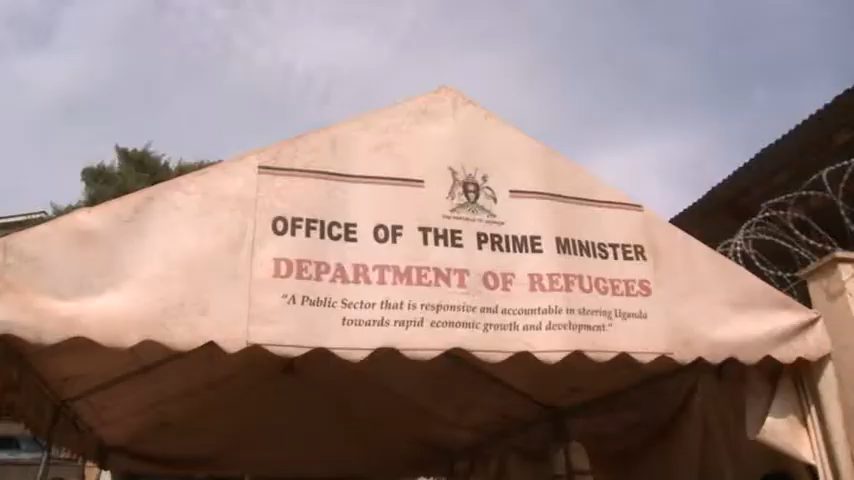 OFFICE OF THE PRIME MINISTER
DEPARTMENT OF REFUGEES
"A Public Sector that is responsive and accountable in steering Uganda
towards rapid economic growth and development."